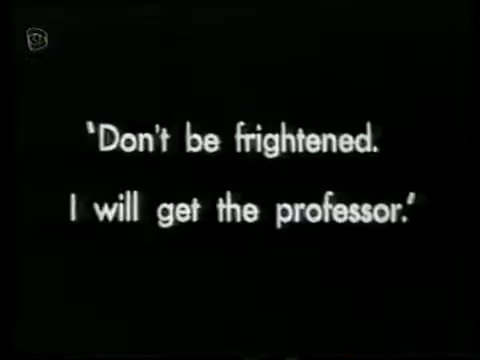 ‛Don't be frightened.
I will get the professor.’